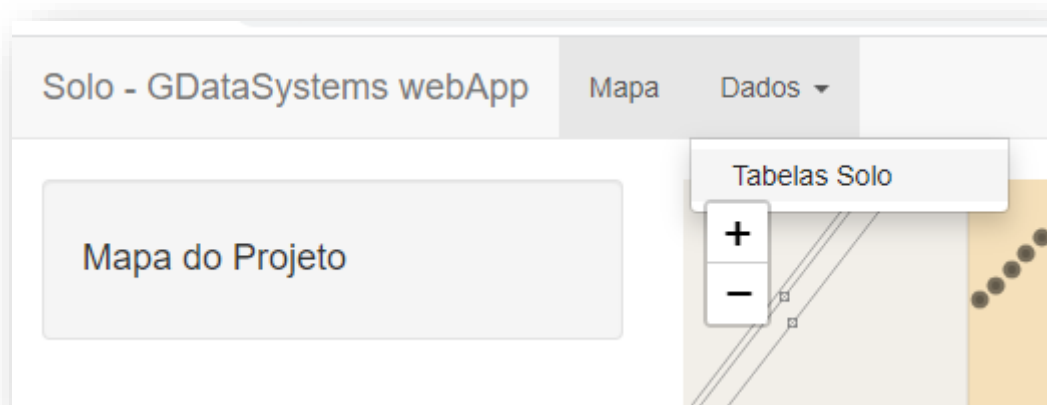 Solo - GDataSystems webApp Mapa Dados
Tabelas Solo
Mapa do Projeto
+
−